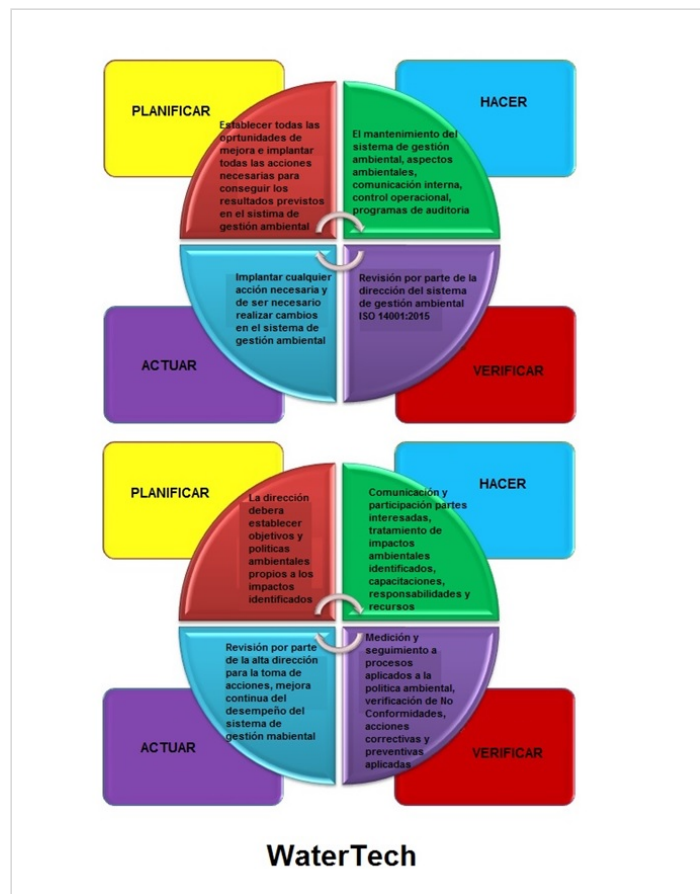 PLANIFICAR
HACER
Establecer todas las
oprtunidades de
mejora e implantar
todas las acciones
necesarias para
conseguir los
resultados previstos
en el sistima de
gestión ambiental
El mantenimiento del
sistema de gestión
ambiental, aspectos
ambientales,
comunicación interna,
control operacional,
programas de auditoria
Implantar cualquier
acción necesaria y
de ser necesario
realizar cambios
en el sistema de
gestión ambiental
Revisión por parte de la
dirección del sistema
de gestión ambiental
ISO 14001:2015
ACTUAR
VERIFICAR
PLANIFICAR
HACER
La dirección
debera
establecer
objetivos y
politicas
ambientales
propios a los
impactos
identificados
Comunicación y
participación partes
interesadas,
tratamiento de
impactos
ambientales
identificados,
capacitaciones,
responsabilidades y
recursos
Revisión por parte
de la alta dirección
para la toma de
acciones, mejora
continua del
desempeño del
sistema de
gestión mabiental
Medición y
seguimiento a
procesos
aplicados a la
politica ambiental,
verificación de No
Conformidades,
acciones
correctivas y
preventivas
aplicadas
ACTUAR
VERIFICAR
WaterTech